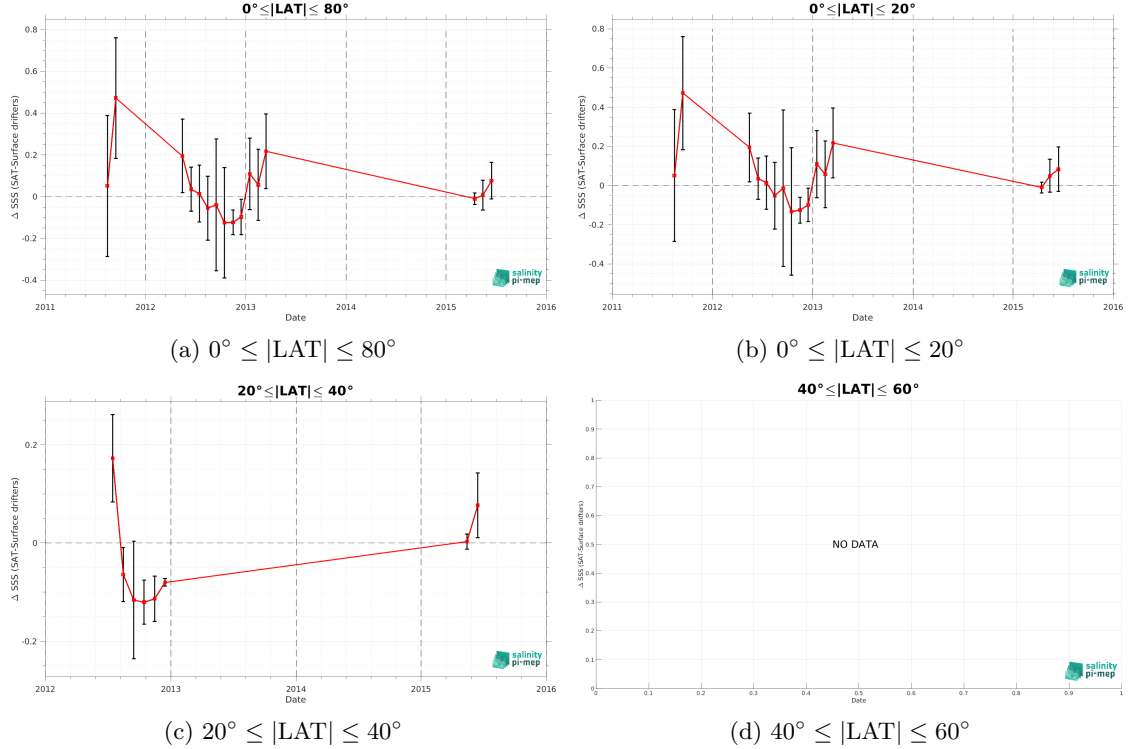 0°≤|LAT|≤ 80°
0.8
0.6
0.4
0.2
0
-0.2
-0.4
Δ SSS (SAT-Surface drifters)
2011
2012
2013
2014
2015
2016
Date
salinity
pi-mep
(a) 0° ≤ |LAT| ≤ 80°
0°≤|LAT|≤ 20°
0.8
0.6
0.4
0.2
0
-0.2
-0.4
Δ SSS (SAT-Surface drifters)
2011
2012
2013
2014
2015
2016
Date
salinity
pi-mep
(b) 0° ≤ |LAT| ≤ 20°
20°≤|LAT|≤ 40°
0.2
0
-0.2
Δ SSS (SAT-Surface drifters)
2012
2013
2014
2015
2016
Date
salinity
pi-mep
(c) 20° ≤ |LAT| ≤ 40°
40°≤|LAT|≤ 60°
1
0.9
0.8
0.7
0.6
0.5
0.4
0.3
0.2
0.1
0
Δ SSS (SAT-Surface drifters)
NO DATA
0
0.1
0.2
0.3
0.4
0.5
0.6
0.7
0.8
0.9
1
Date
salinity
pi-mep
(d) 40° ≤ |LAT| ≤ 60°